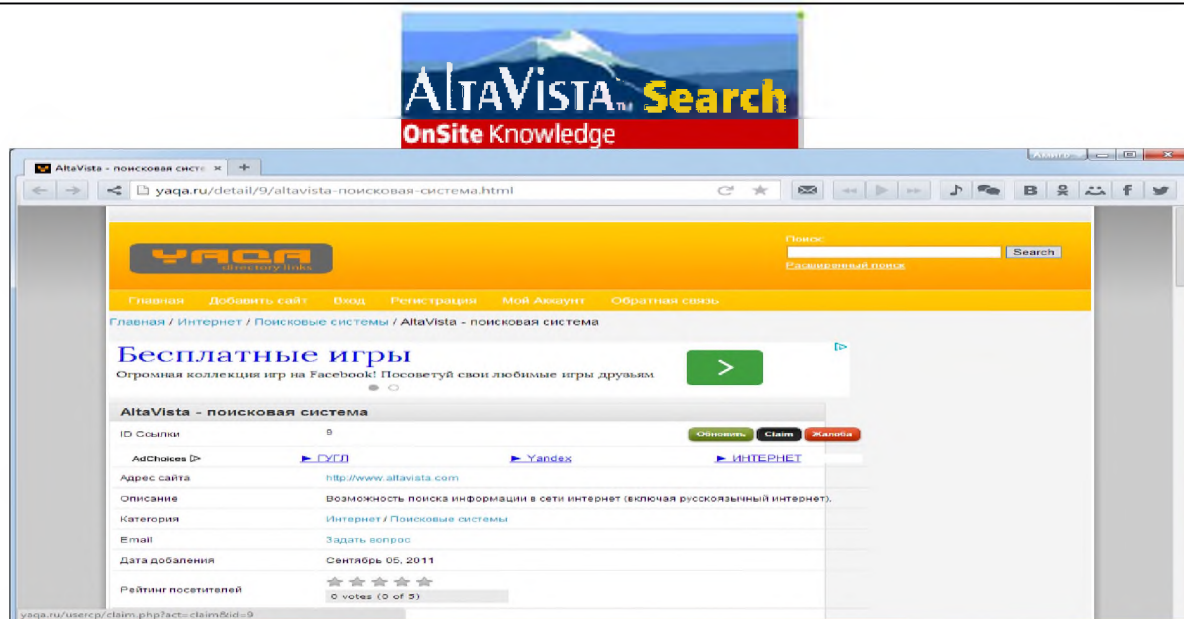 ALTAVISTA™ Search
OnSite Knowledge
AltaVista - поисковая систе
yaqa.ru/detail/9/altavista-поисковая-система.html
YAQA
directory links
Поиск:
Search
Расширенный поиск
Главная Добавить сайт Вход Регистрация Мой Аккаунт Обратная связь
Главная / Интернет / Поисковые системы / AltaVista - поисковая система
Бесплатные игры
Огромная коллекция игр на Facebook! Посоветуй свои любимые игры друзьям
AltaVista - поисковая система
ID Ссылки 9 Обновить Claim Жалоба
AdChoices ► ГУГЛ ► Yandex ► ИНТЕРНЕТ
Адрес сайта http://www.altavista.com
Описание Возможность поиска информации в сети интернет (включая русскоязычный интернет).
Категория Интернет / Поисковые системы
Email Задать вопрос
Дата добаления Сентябрь 05, 2011
Рейтинг посетителей
0 votes (0 of 5)
yaqa.ru/usercp/claim.php?act=claim&id=9